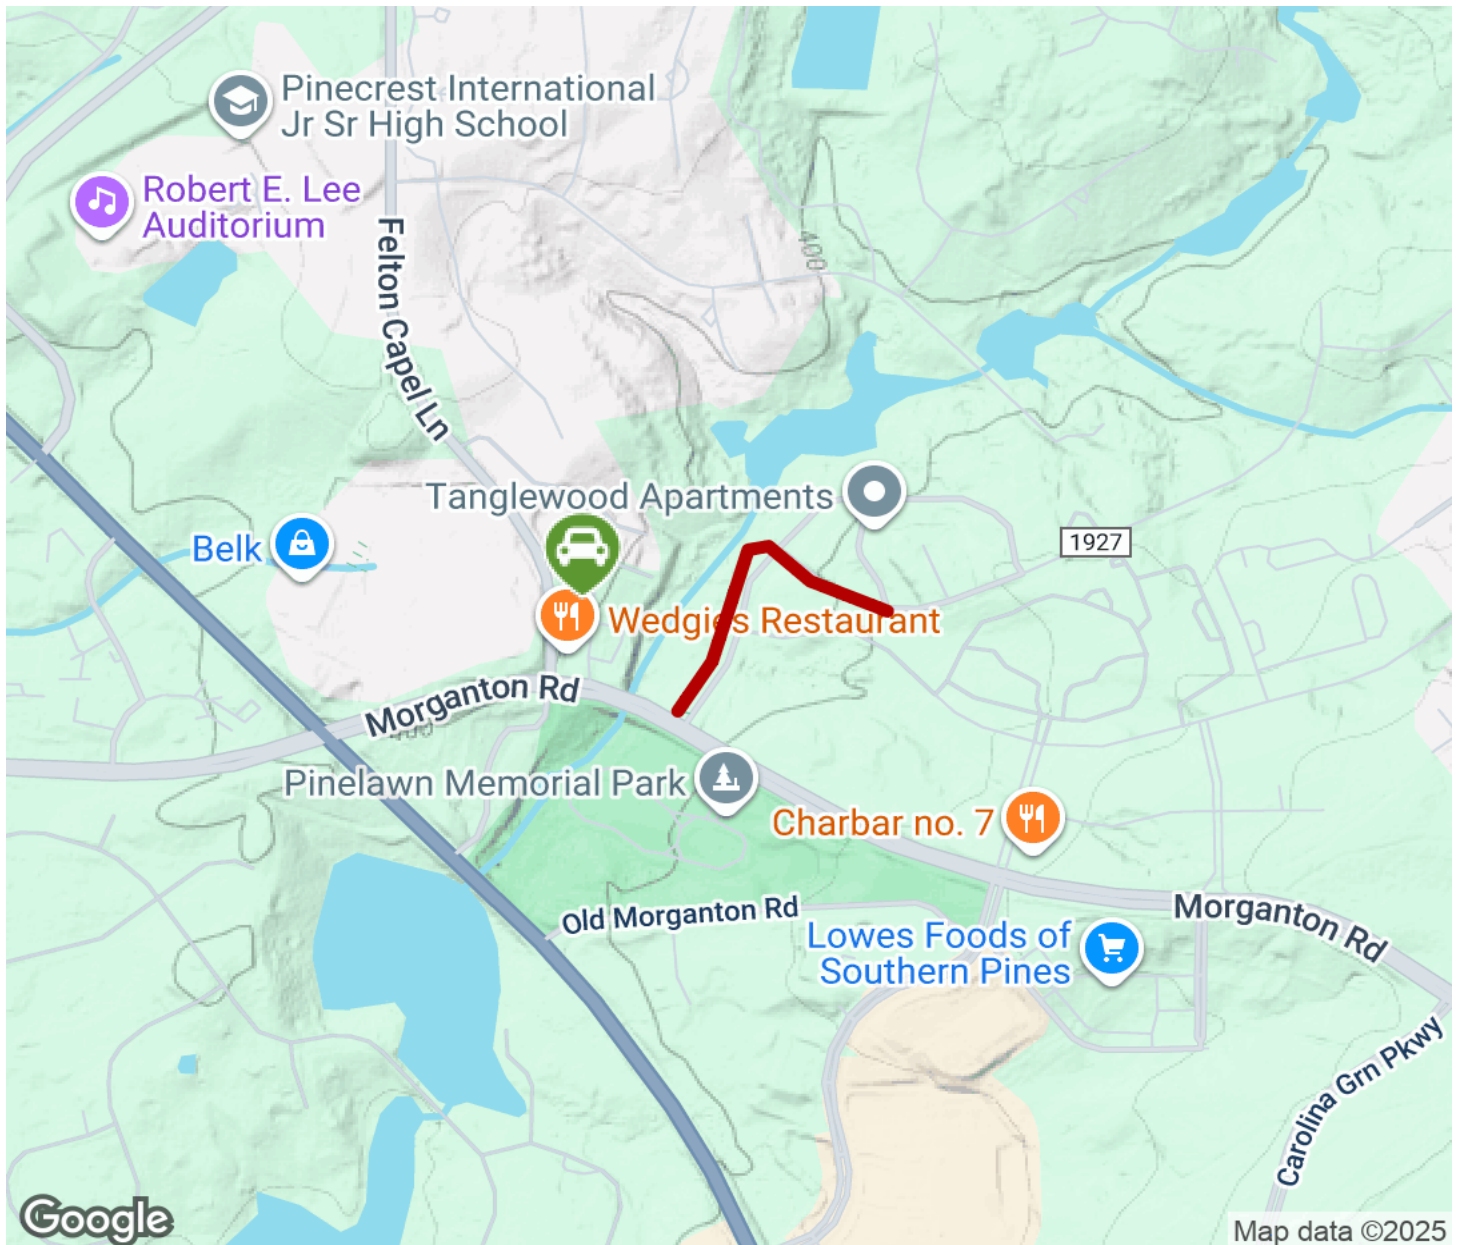 Pinecrest International
Jr Sr High School
Robert E. Lee
Auditorium
Felton Capel Ln
400
Tanglewood Apartments
Belk
1927
Wedgies Restaurant
Morganton Rd
400
Pinelawn Memorial Park
Charbar no. 7
Old Morganton Rd
Morganton Rd
Lowes Foods of
Southern Pines
Carolina Grn Pkwy
Google
Map data ©2025